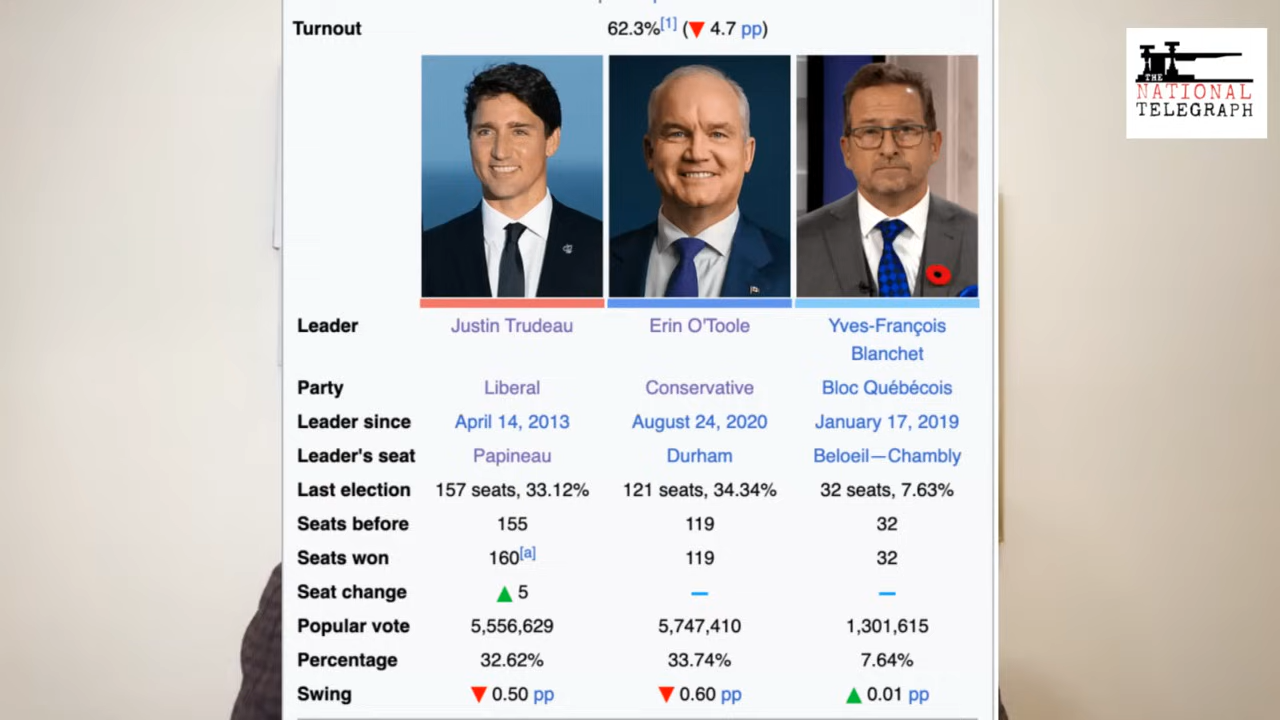 Turnout 62.3%[1] (▼ 4.7 pp)
THE
NATIONAL
TELEGRAPH
Leader Justin Trudeau Erin O'Toole Yves-François
Blanchet
Party Liberal Conservative Bloc Québécois
Leader since April 14, 2013 August 24, 2020 January 17, 2019
Leader's seat Papineau Durham Beloeil—Chambly
Last election 157 seats, 33.12% 121 seats, 34.34% 32 seats, 7.63%
Seats before 155 119 32
Seats won 160[a] 119 32
Seat change ▲ 5 — —
Popular vote 5,556,629 5,747,410 1,301,615
Percentage 32.62% 33.74% 7.64%
Swing ▼ 0.50 pp ▼ 0.60 pp ▲ 0.01 pp